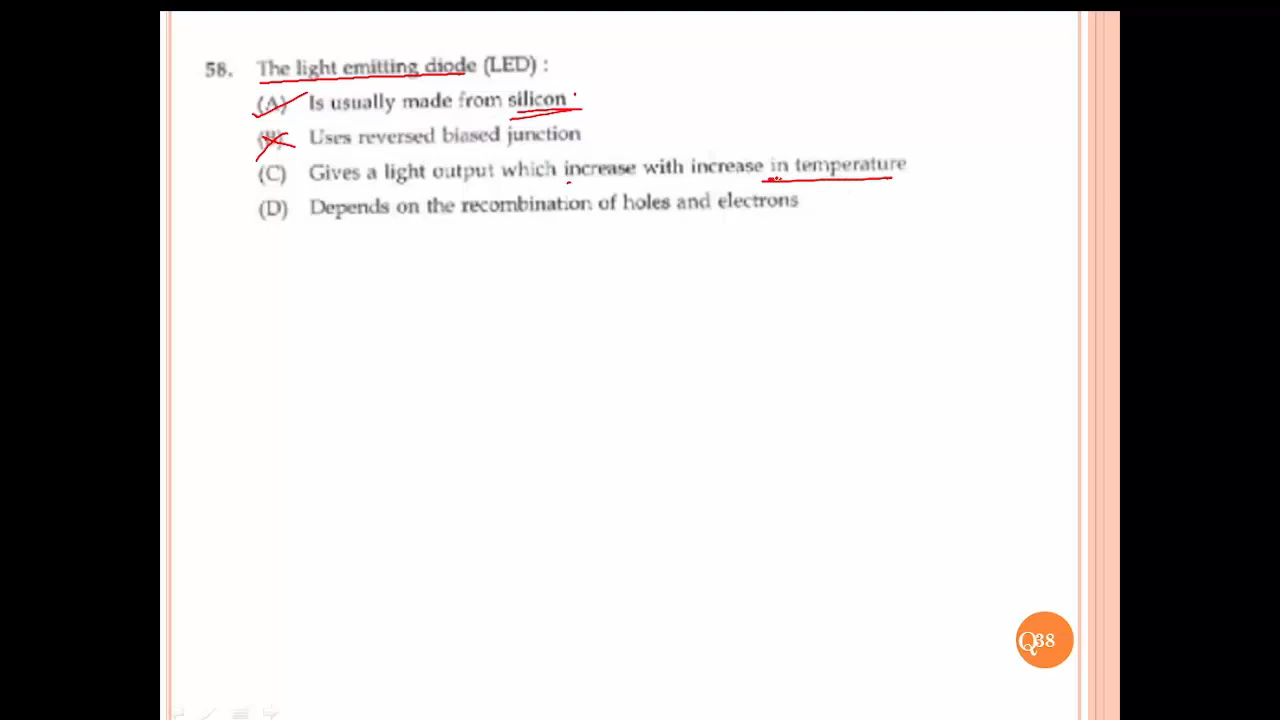 58. The light emitting diode (LED) :
(A) Is usually made from silicon
(B) Uses reversed biased junction
(C) Gives a light output which increase with increase in temperature
(D) Depends on the recombination of holes and electrons
Q38